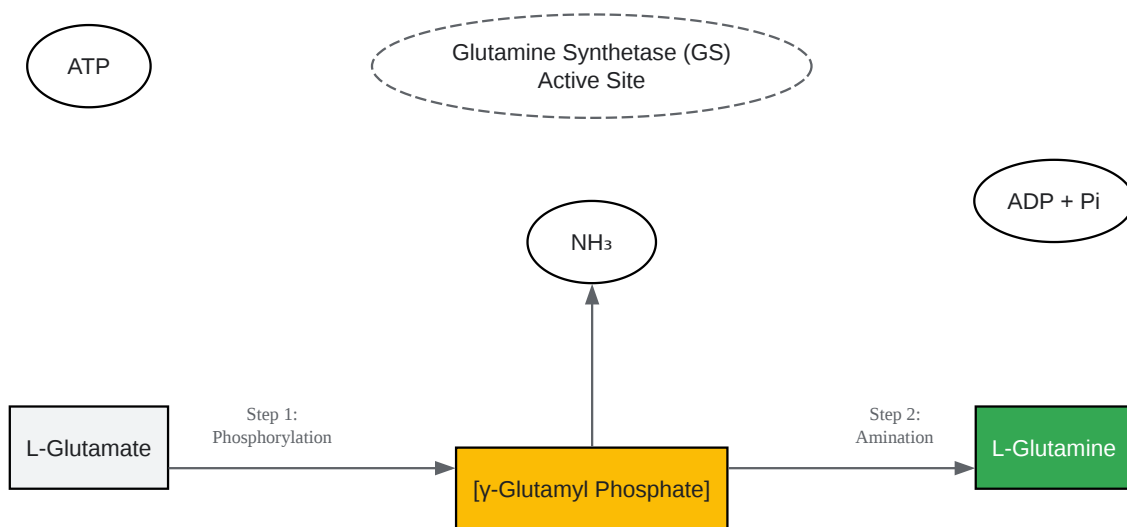 ATP
Glutamine Synthetase (GS)
Active Site
ADP + Pi
NH₃
Step 1:
Phosphorylation
Step 2:
Amination
L-Glutamate
[γ-Glutamyl Phosphate]
L-Glutamine